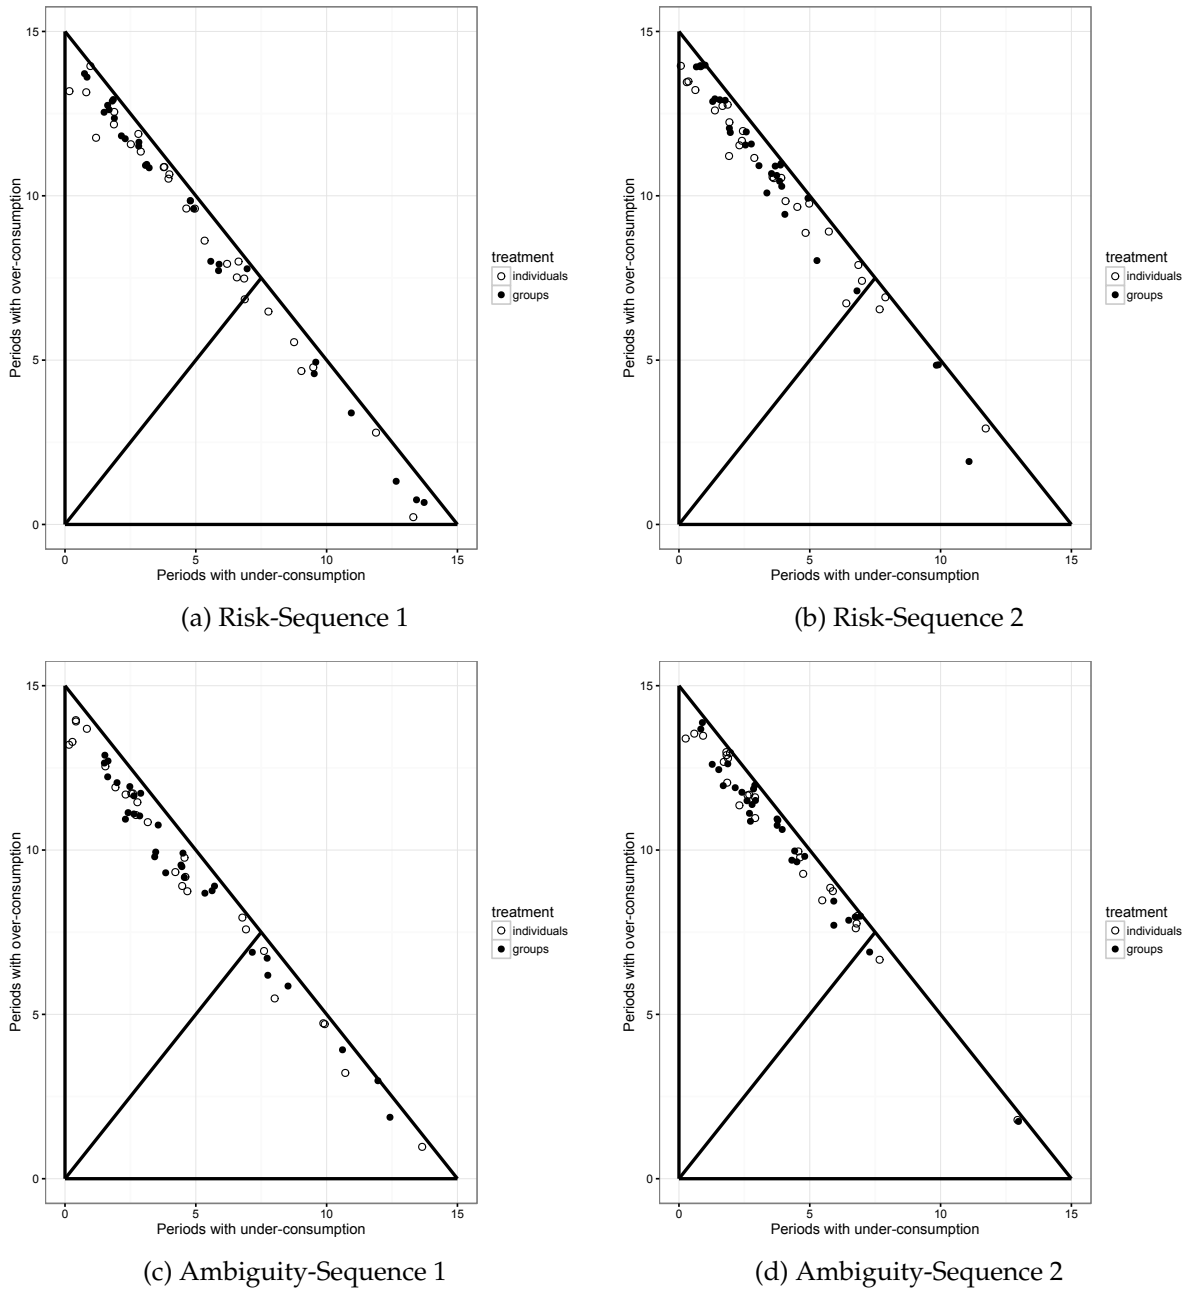 15
10
5
0
Periods with over-consumption
0 5 10 15
Periods with under-consumption
treatment
individuals
groups
(a) Risk-Sequence 1
15
10
5
0
Periods with over-consumption
0 5 10 15
Periods with under-consumption
treatment
individuals
groups
(b) Risk-Sequence 2
15
10
5
0
Periods with over-consumption
0 5 10 15
Periods with under-consumption
treatment
individuals
groups
(c) Ambiguity-Sequence 1
15
10
5
0
Periods with over-consumption
0 5 10 15
Periods with under-consumption
treatment
individuals
groups
(d) Ambiguity-Sequence 2